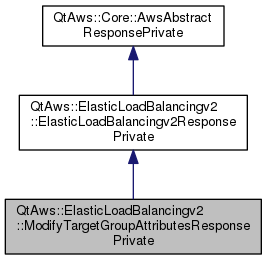 QtAws::Core::AwsAbstract
ResponsePrivate
QtAws::ElasticLoadBalancingv2
::ElasticLoadBalancingv2Response
Private
QtAws::ElasticLoadBalancingv2
::ModifyTargetGroupAttributesResponse
Private